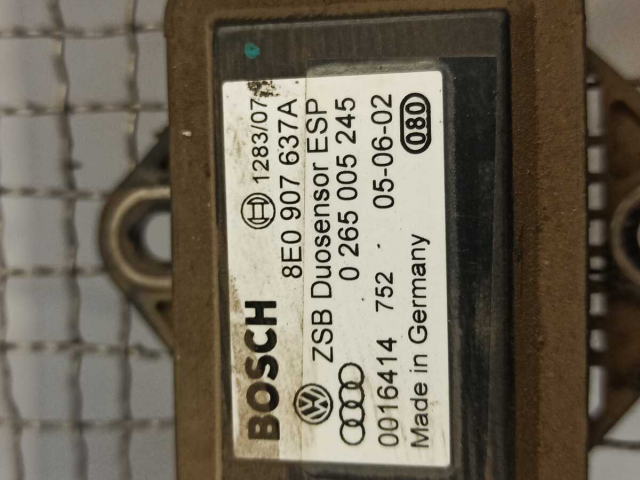 BOSCH 1283/07
8E0 907 637A
ZSB Duosensor ESP
0 265 005 245
0016414 752 · 05-06-02
Made in Germany 080